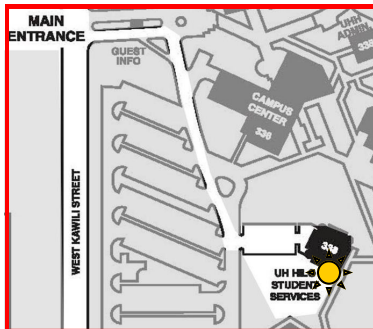 MAIN
ENTRANCE
GUEST
INFO
UHH
ADMIN
CAMPUS
CENTER
336
WEST KAWILI STREET
UH HILO
STUDENT
SERVICES